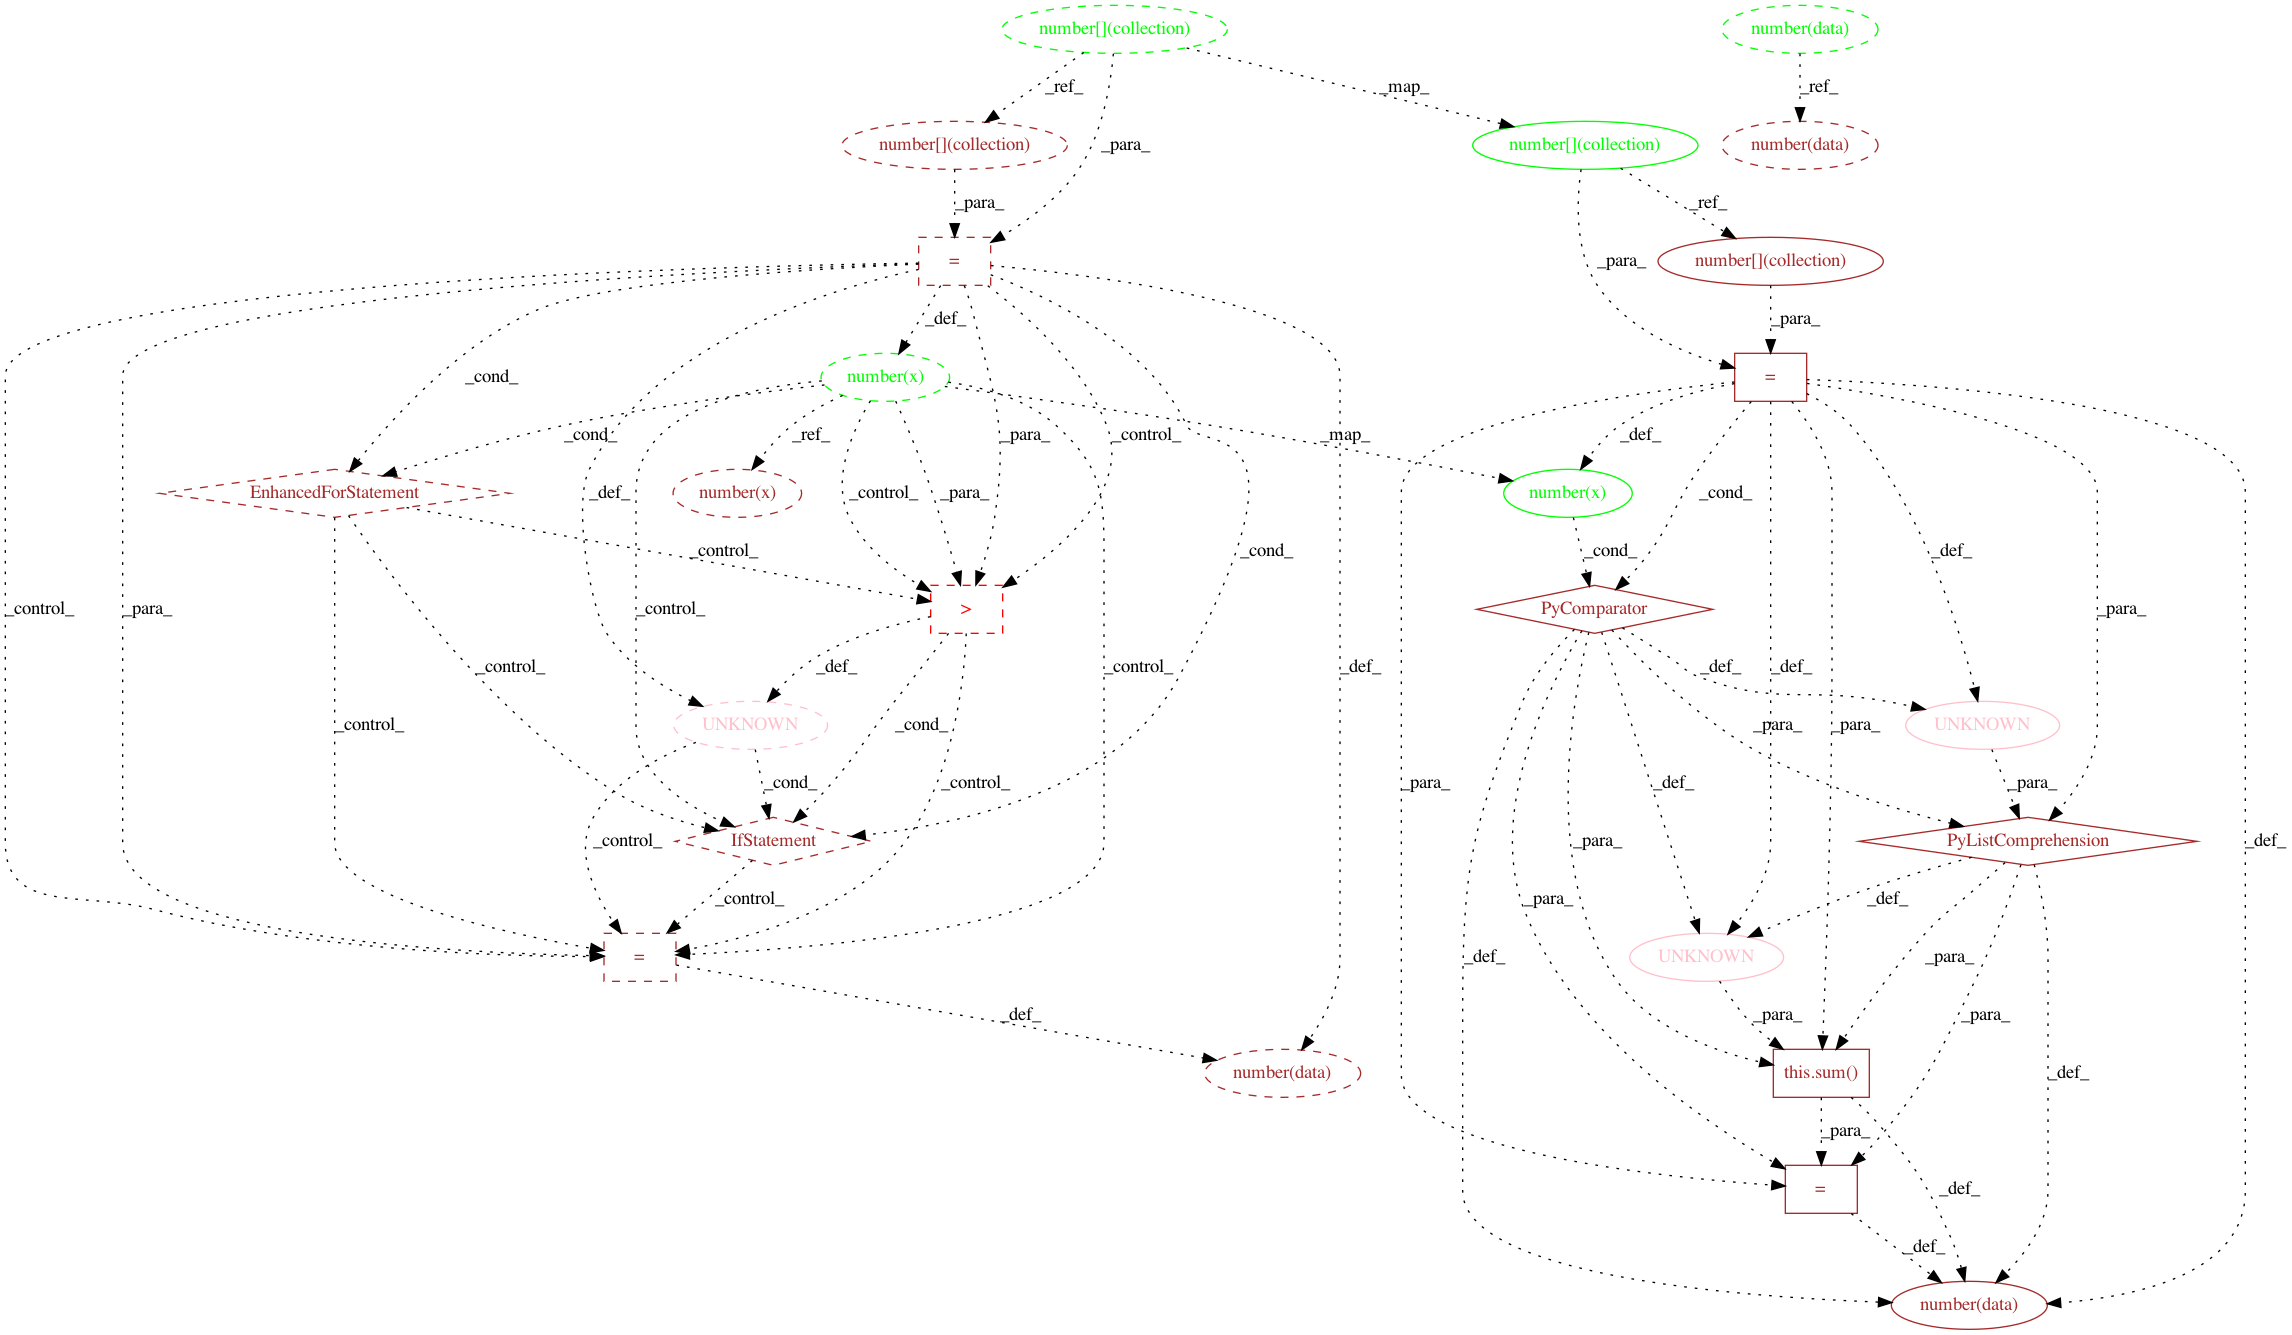 number[](collection)
number(data)
_ref_
_map_
_ref_
number[](collection)
_para_
number[](collection)
number(data)
_para_
_ref_
=
_para_
number[](collection)
_def_
_para_
_cond_
number(x)
=
_cond_
_ref_
_para_
_control_
_map_
_def_
EnhancedForStatement
_def_
number(x)
_control_
_para_
number(x)
_cond_
_control_
_cond_
_cond_
_def_
_control_
_para_
_control_
>
PyComparator
_para_
_control_
_def_
_control_
_def_
_def_
_def_
_para_
_control_
UNKNOWN
_cond_
_para_
UNKNOWN
_cond_
_control_
_para_
_def_
_para_
_control_
IfStatement
_para_
PyListComprehension
_def_
_control_
_para_
_def_
=
_def_
UNKNOWN
_para_
_def_
_para_
_para_
number(data)
this.sum()
_def_
_para_
=
_def_
_def_
number(data)